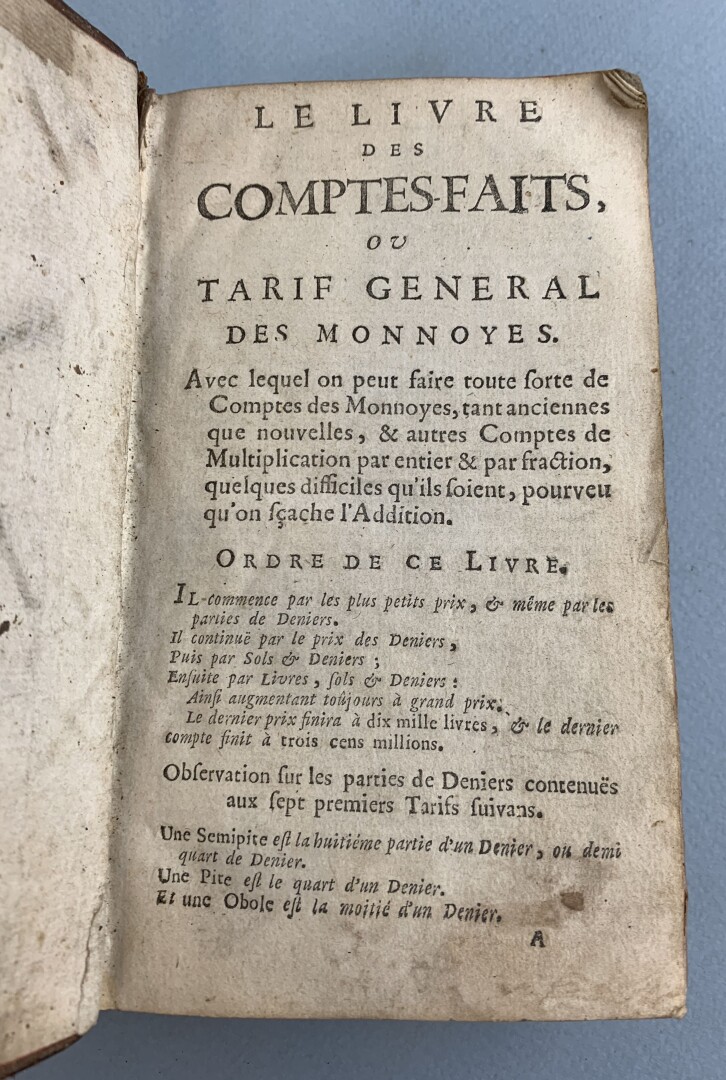 LE LIVRE
DES
COMPTES-FAITS,
OV
TARIF GENERAL
DES MONNOYES.
Avec lequel on peut faire toute ſorte de
Comptes des Monnoyes, tant anciennes
que nouvelles, & autres Comptes de
Multiplication par entier & par fraction,
quelques difficiles qu'ils ſoient, pourveu
qu'on ſçache l'Addition.
ORDRE DE CE LIVRE.
IL commence par les plus petits prix, & même par les
parties de Deniers.
Il continuë par le prix des Deniers,
Puis par Sols & Deniers ;
Enſuite par Livres, ſols & Deniers :
Ainſi augmentant toûjours à grand prix.
Le dernier prix finira à dix mille livres, & le dernier
compte finit à trois cens millions.
Obſervation ſur les parties de Deniers contenuës
aux ſept premiers Tarifs ſuivans.
Une Semipite eſt la huitiéme partie d'un Denier, ou demi
quart de Denier.
Une Pite eſt le quart d'un Denier.
Et une Obole eſt la moitié d'un Denier.
A